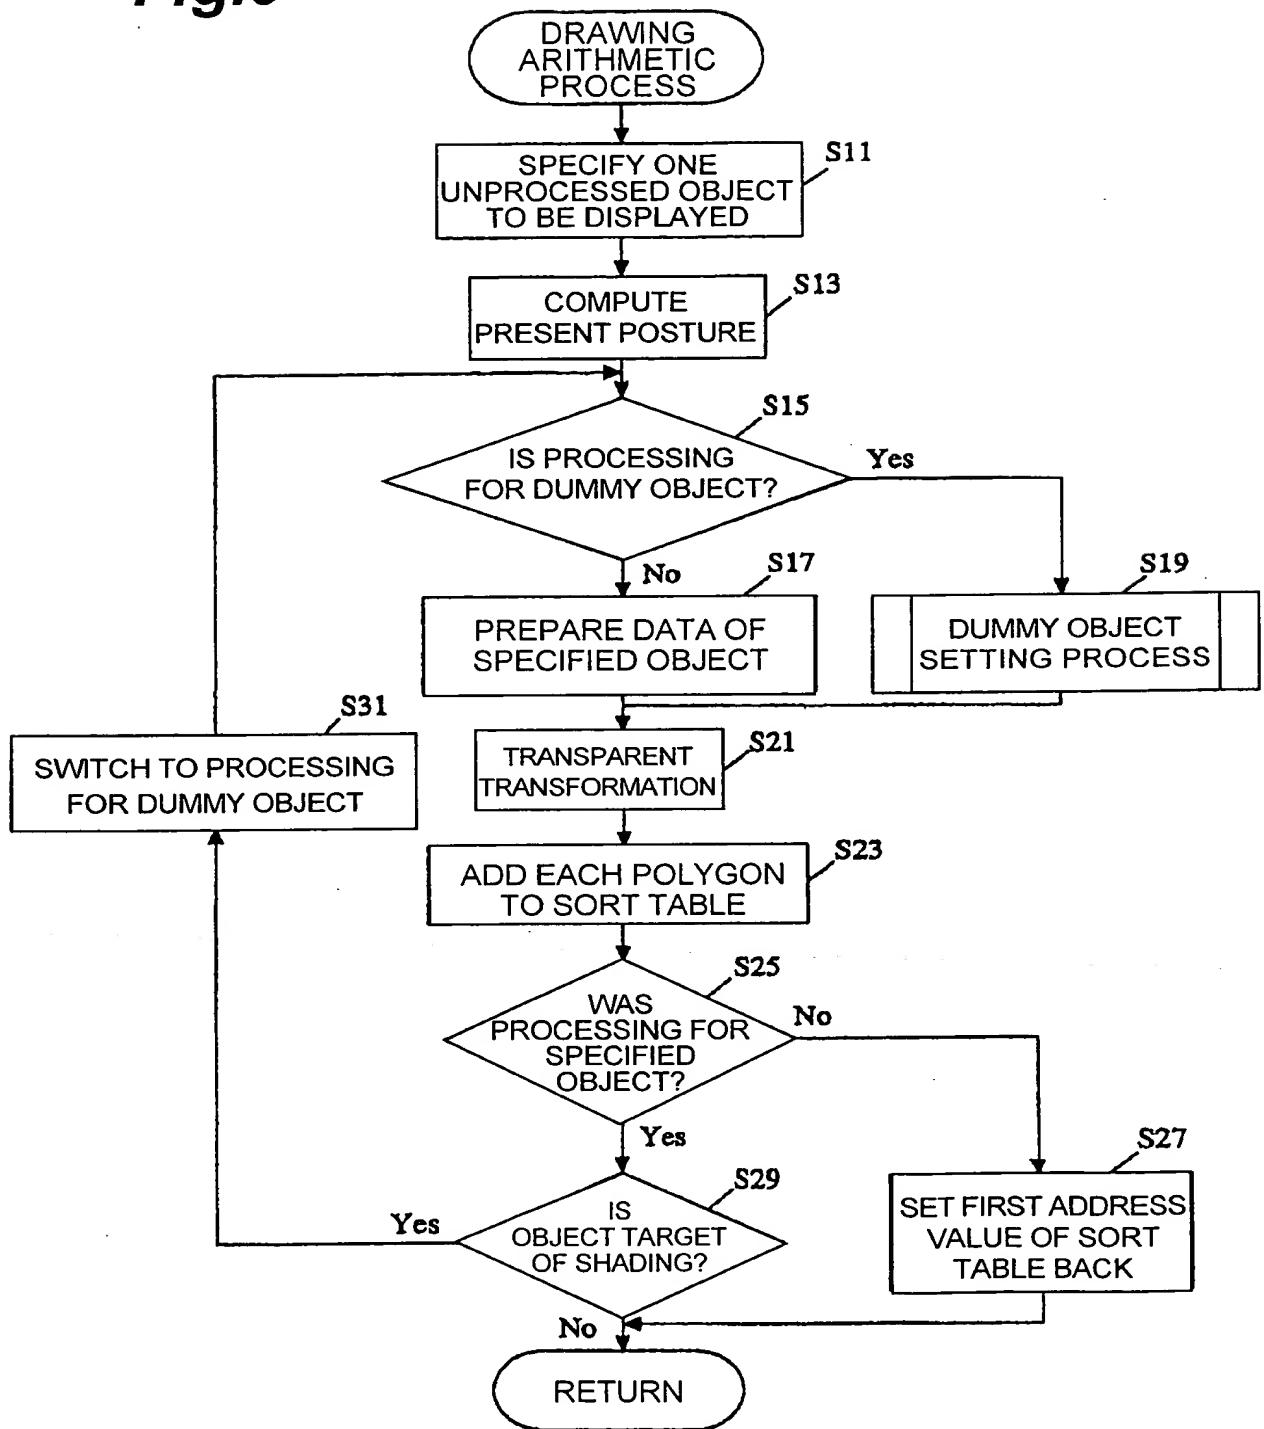 DRAWING
ARITHMETIC
PROCESS
S11
SPECIFY ONE
UNPROCESSED OBJECT
TO BE DISPLAYED
S13
COMPUTE
PRESENT POSTURE
S15
IS PROCESSING
FOR DUMMY OBJECT?
Yes
No
S17
PREPARE DATA OF
SPECIFIED OBJECT
S19
DUMMY OBJECT
SETTING PROCESS
S31
SWITCH TO PROCESSING
FOR DUMMY OBJECT
S21
TRANSPARENT
TRANSFORMATION
S23
ADD EACH POLYGON
TO SORT TABLE
S25
WAS
PROCESSING FOR
SPECIFIED
OBJECT?
No
Yes
S27
SET FIRST ADDRESS
VALUE OF SORT
TABLE BACK
S29
IS
OBJECT TARGET
OF SHADING?
Yes
No
RETURN